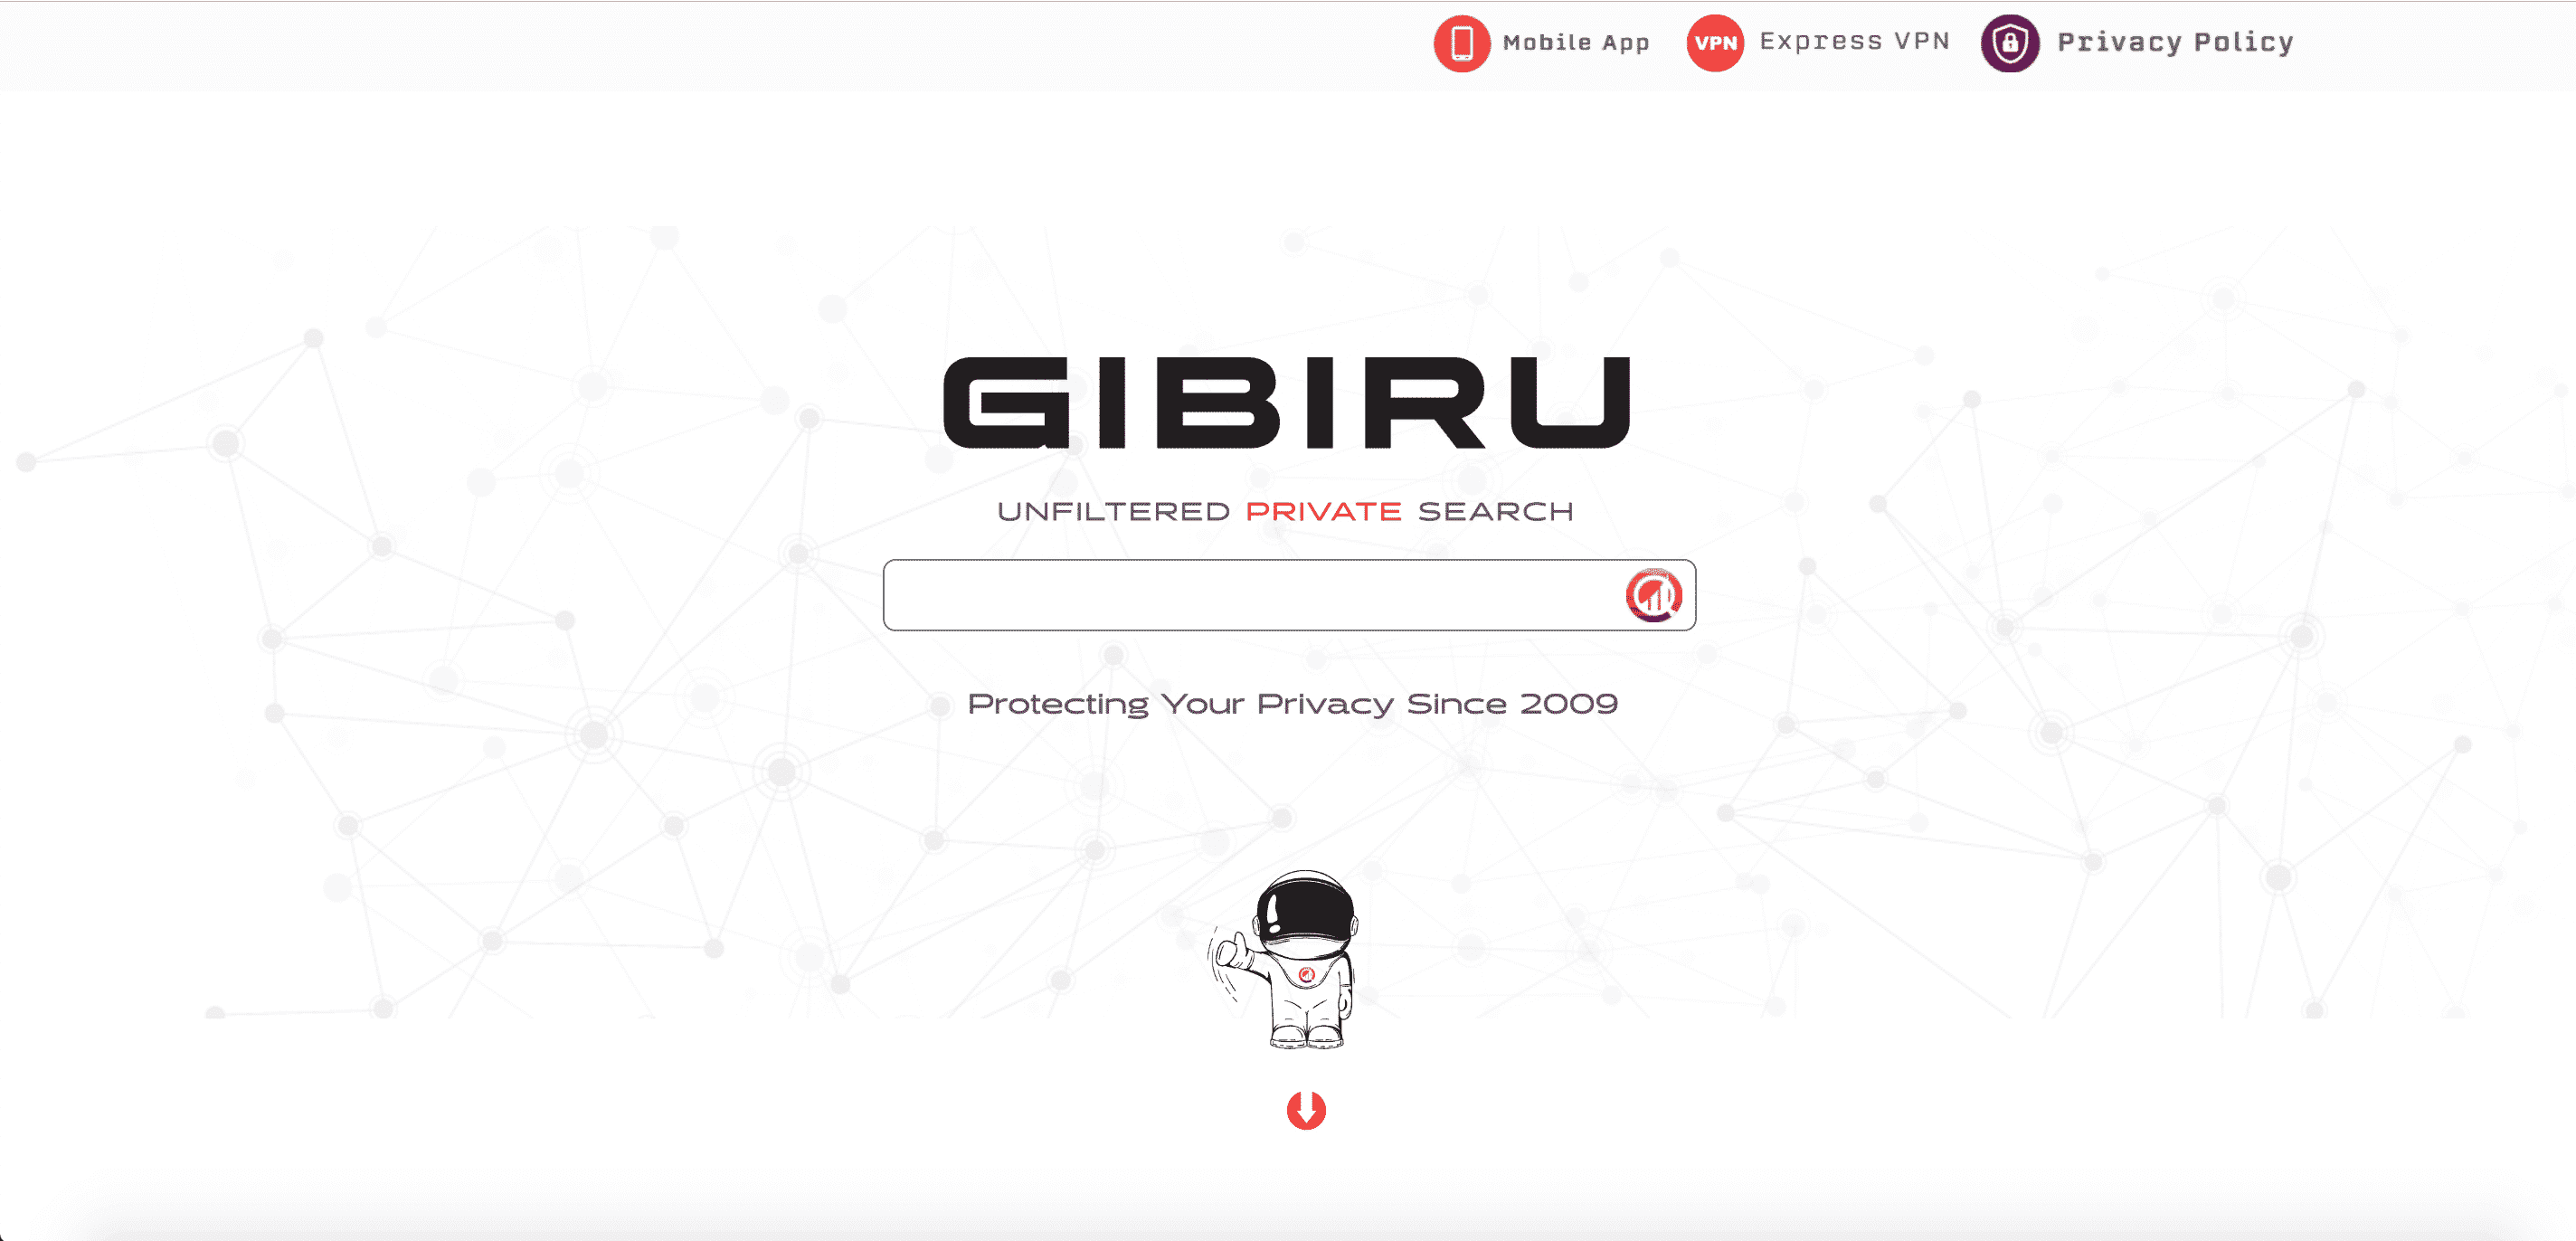 Mobile App
VPN Express VPN
Privacy Policy
GIBIRU
UNFILTERED PRIVATE SEARCH
Protecting Your Privacy Since 2009